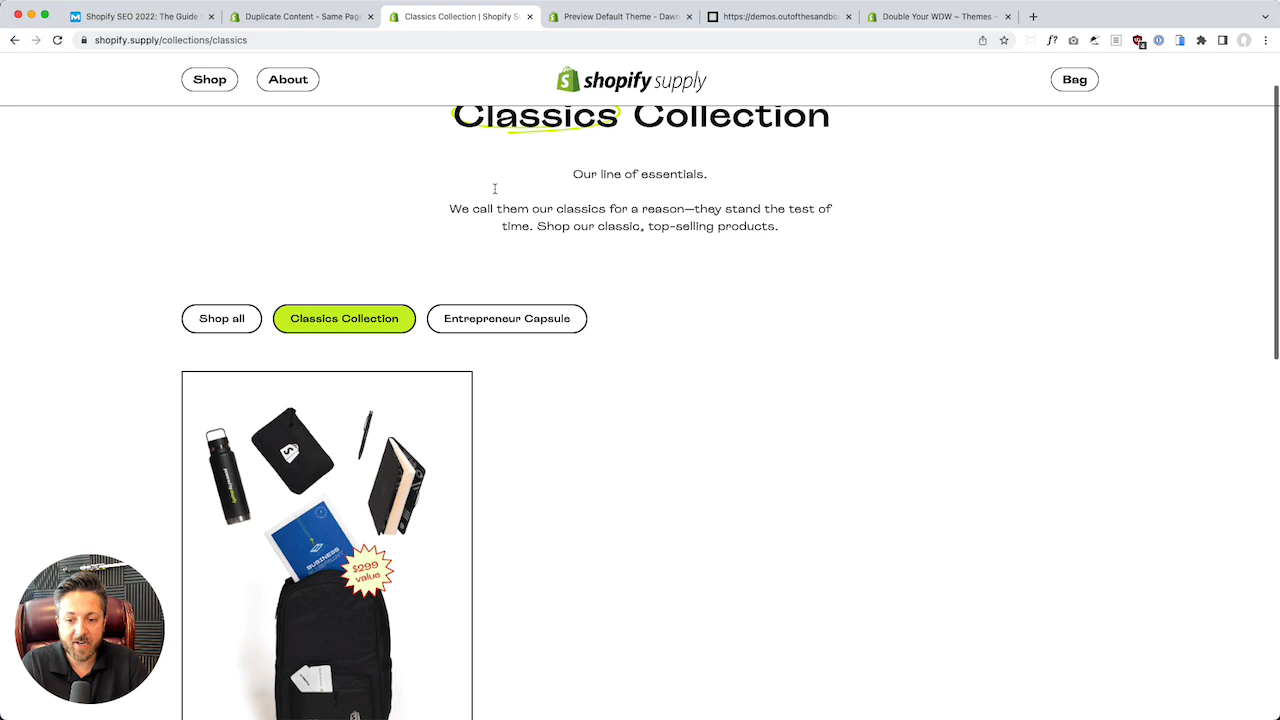 Shopify SEO 2022: The Guide
Duplicate Content - Same Page
Classics Collection | Shopify S
Preview Default Theme - Dawn
https://demos.outofthesandbo
Double Your WDW ~ Themes ~
shopify.supply/collections/classics
Shop
About
shopify supply
Bag
Classics Collection
Our line of essentials.
We call them our classics for a reason—they stand the test of
time. Shop our classic, top-selling products.
Shop all
Classics Collection
Entrepreneur Capsule
BUSINESS
$299
value